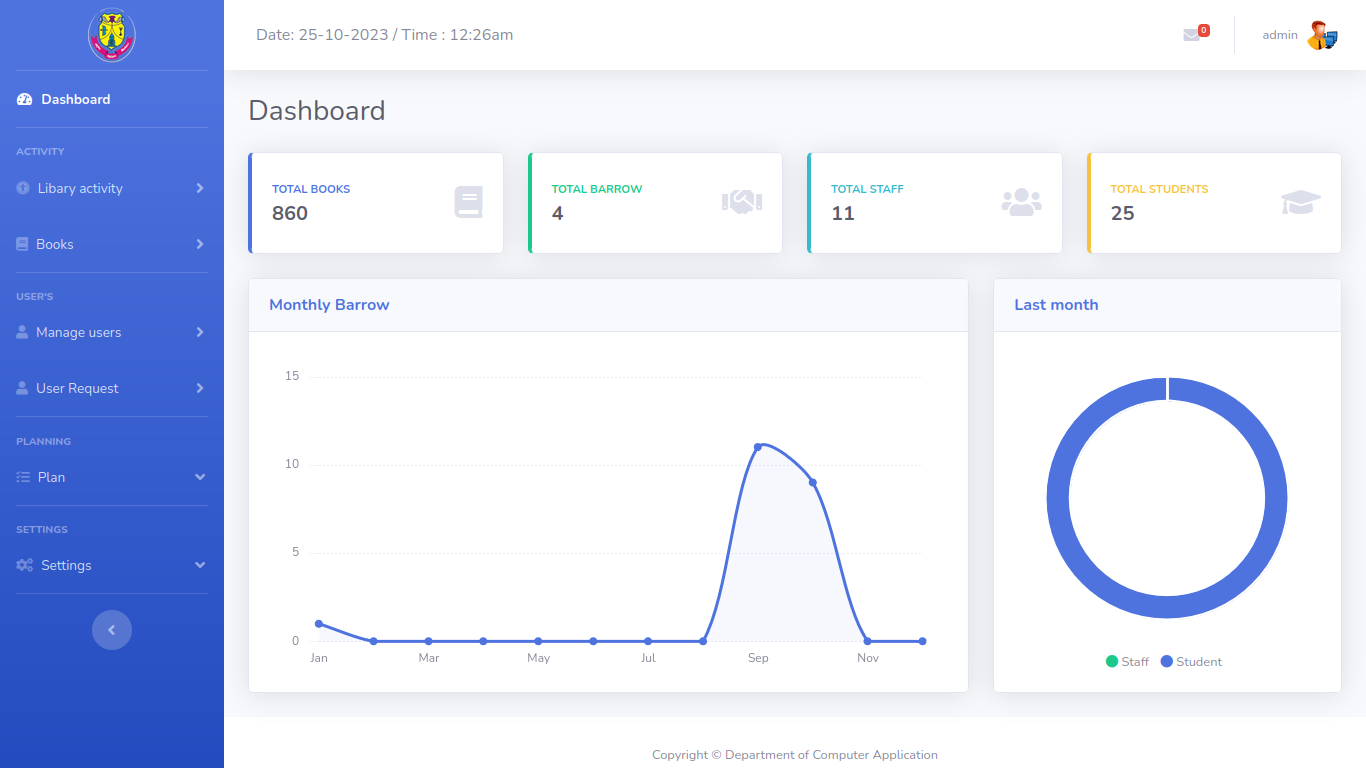 Date: 25-10-2023 / Time : 12:26am
0
admin
Dashboard
ACTIVITY
Libary activity
Books
USER'S
Manage users
User Request
PLANNING
Plan
SETTINGS
Settings
Dashboard
TOTAL BOOKS
860
TOTAL BARROW
4
TOTAL STAFF
11
TOTAL STUDENTS
25
Monthly Barrow
15
10
5
0
Jan Mar May Jul Sep Nov
Last month
Staff Student
Copyright © Department of Computer Application